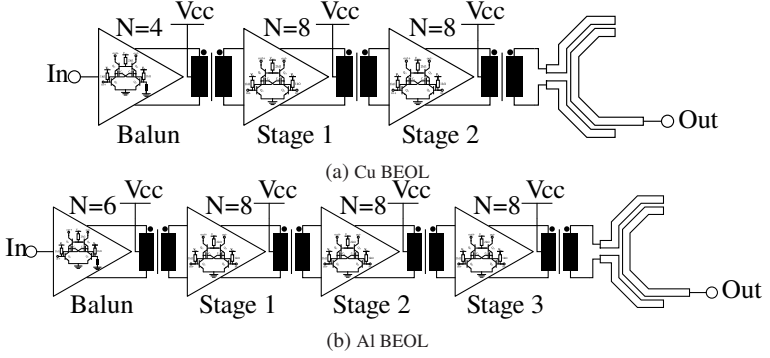 N=4 Vcc N=8 Vcc N=8 Vcc
In
Out
Balun Stage 1 Stage 2
(a) Cu BEOL
N=6 Vcc N=8 Vcc N=8 Vcc N=8 Vcc
In
Out
Balun Stage 1 Stage 2 Stage 3
(b) Al BEOL